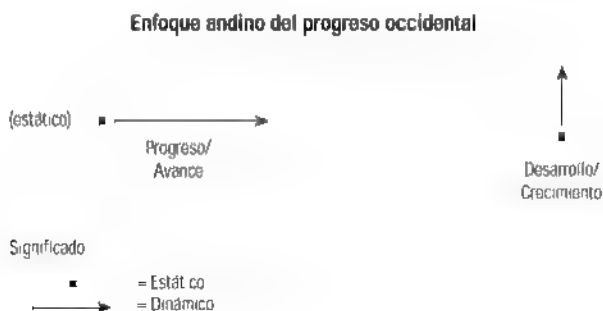 Enfoque andino del progreso occidental
(estático)
Progreso/
Avance
Desarrollo/
Crecimiento
Significado
= Estático
= Dinámico